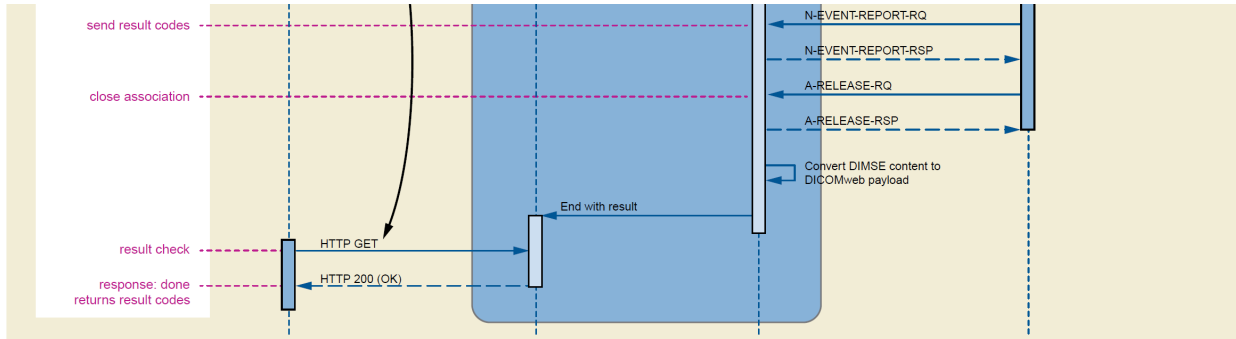 send result codes
N-EVENT-REPORT-RQ
N-EVENT-REPORT-RSP
close association
A-RELEASE-RQ
A-RELEASE-RSP
Convert DIMSE content to
DICOMweb payload
End with result
result check
HTTP GET
response: done
returns result codes
HTTP 200 (OK)